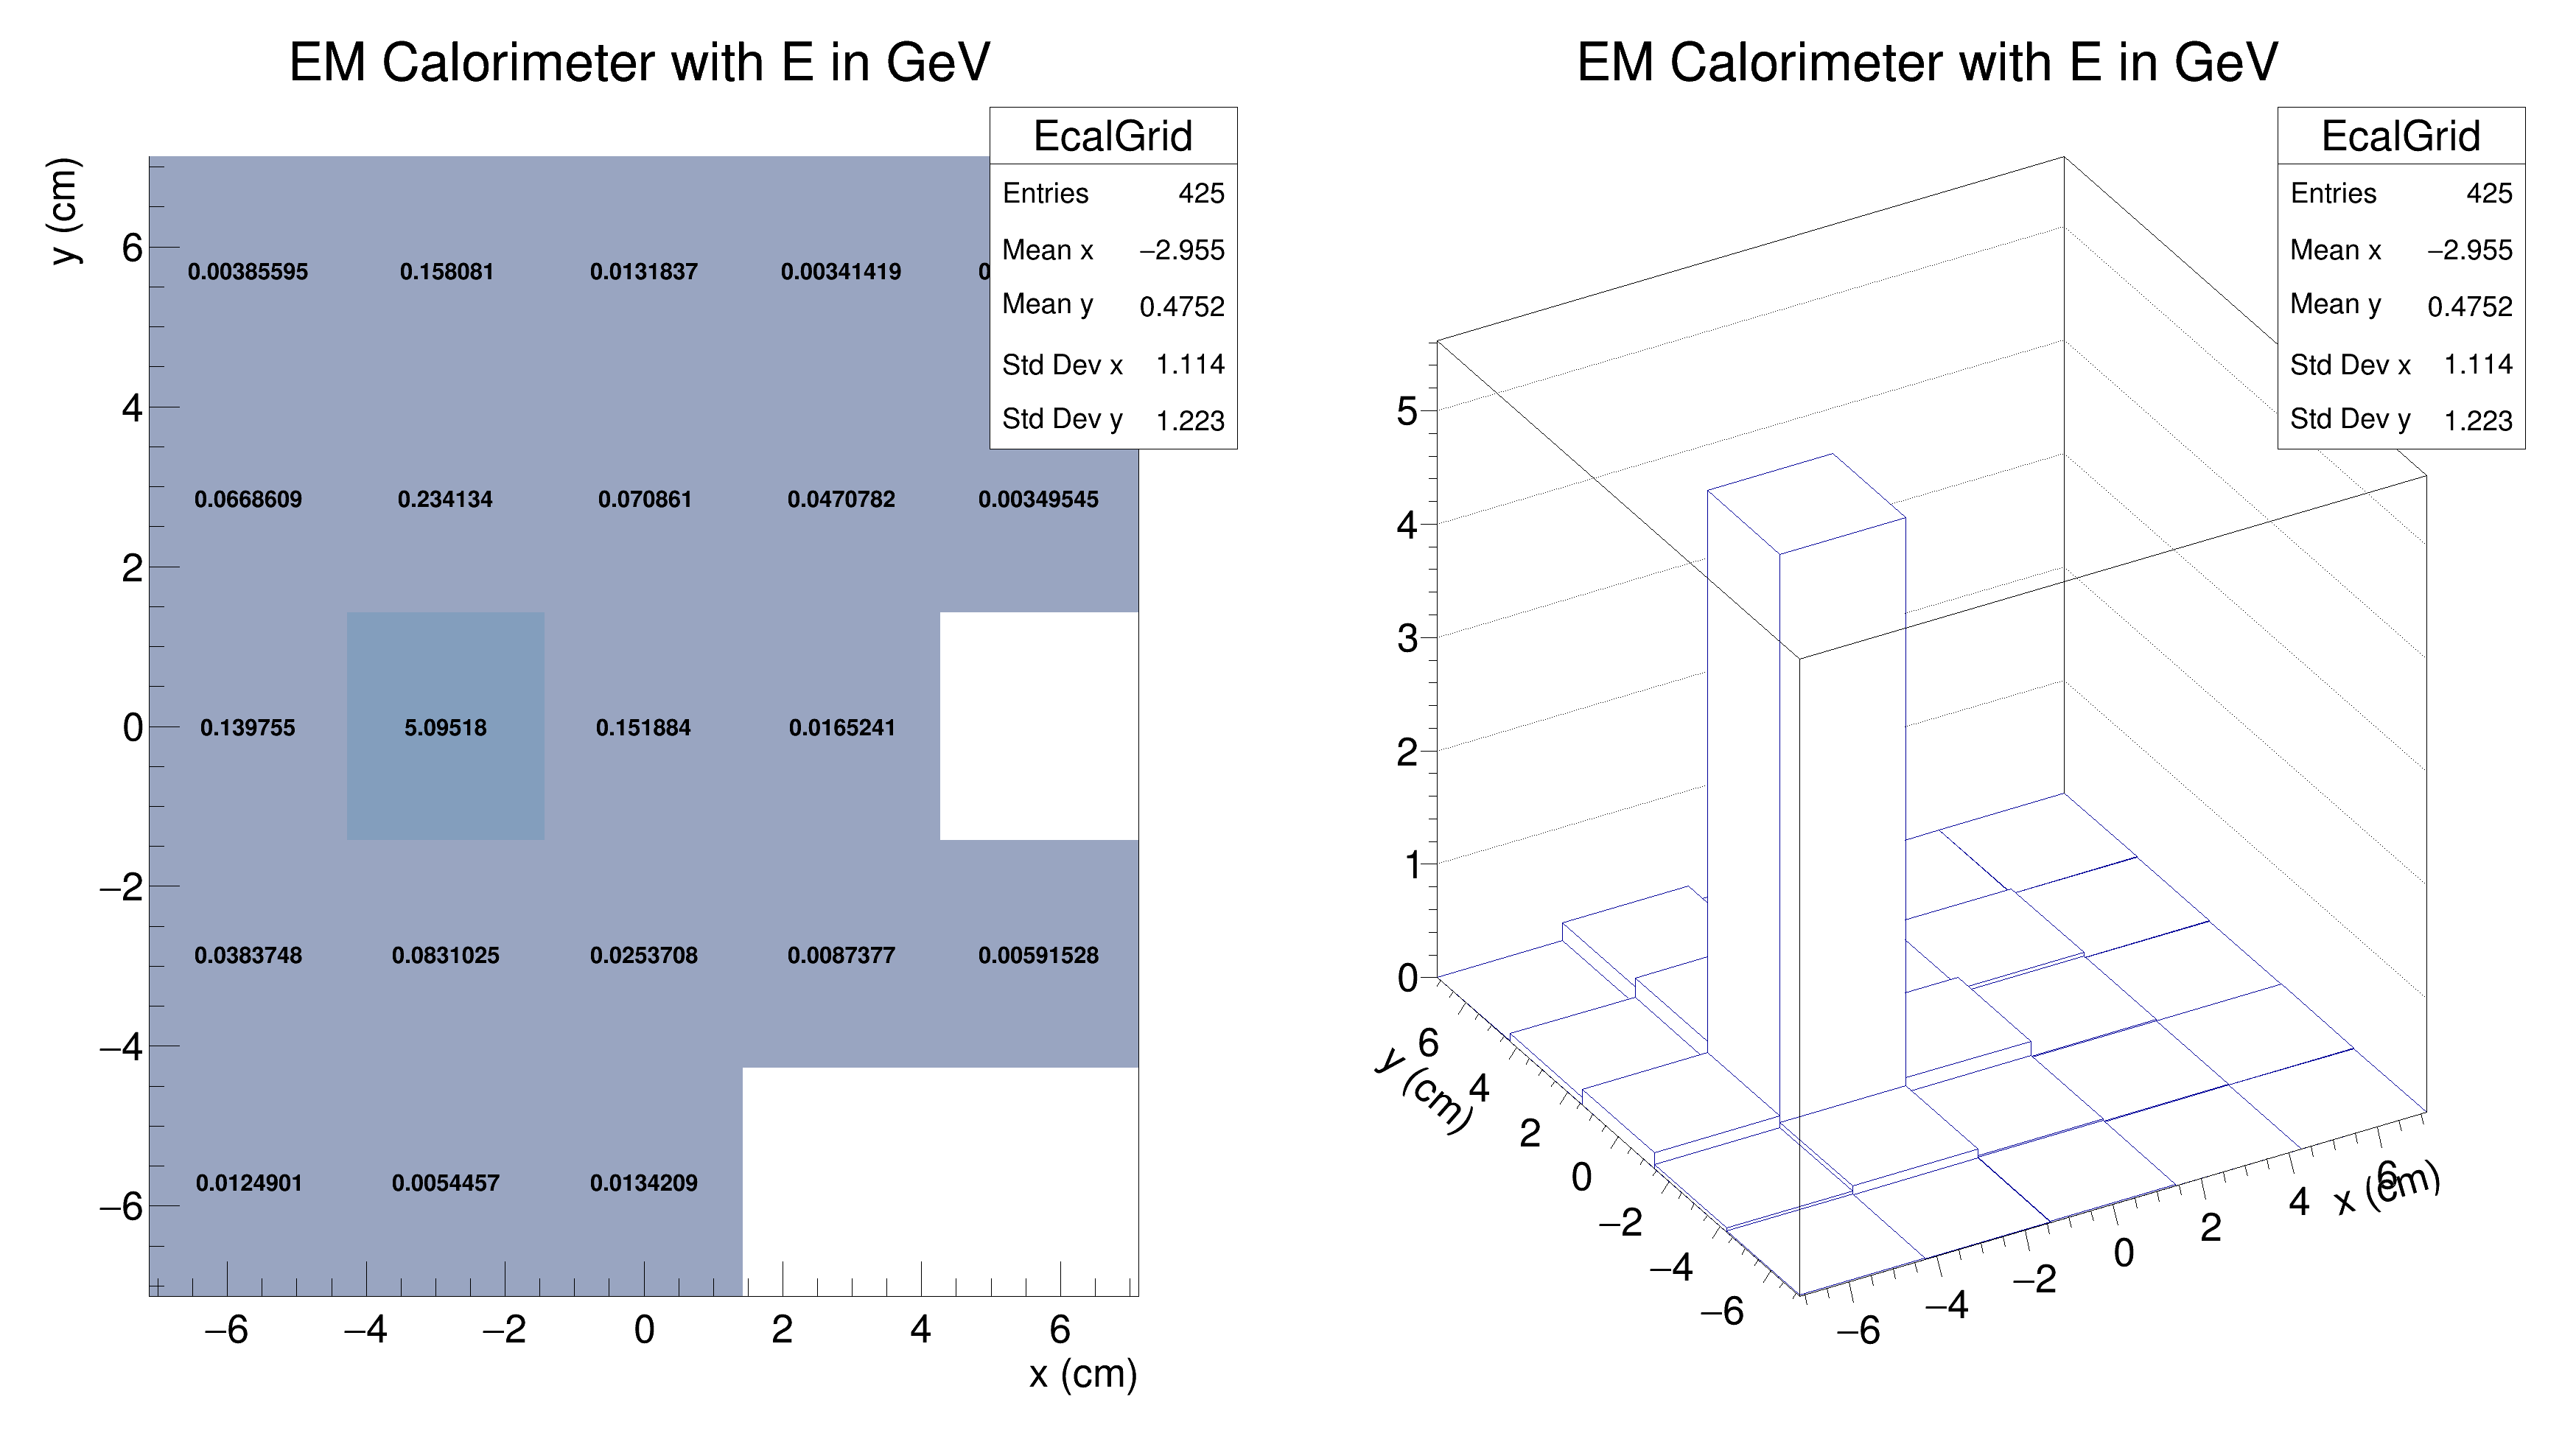 EM Calorimeter with E in GeV
EcalGrid
Entries 425
Mean x −2.955
Mean y 0.4752
Std Dev x 1.114
Std Dev y 1.223
y (cm)
6
4
2
0
−2
−4
−6
0.00385595 0.158081 0.0131837 0.00341419
0.0668609 0.234134 0.070861 0.0470782 0.00349545
0.139755 5.09518 0.151884 0.0165241
0.0383748 0.0831025 0.0253708 0.0087377 0.00591528
0.0124901 0.0054457 0.0134209
−6 −4 −2 0 2 4 6
x (cm)
EM Calorimeter with E in GeV
EcalGrid
Entries 425
Mean x −2.955
Mean y 0.4752
Std Dev x 1.114
Std Dev y 1.223
5
4
3
2
1
0
6
4
2
0
−2
−4
−6
y (cm)
−6
−4
−2
0
2
4
6
x (cm)